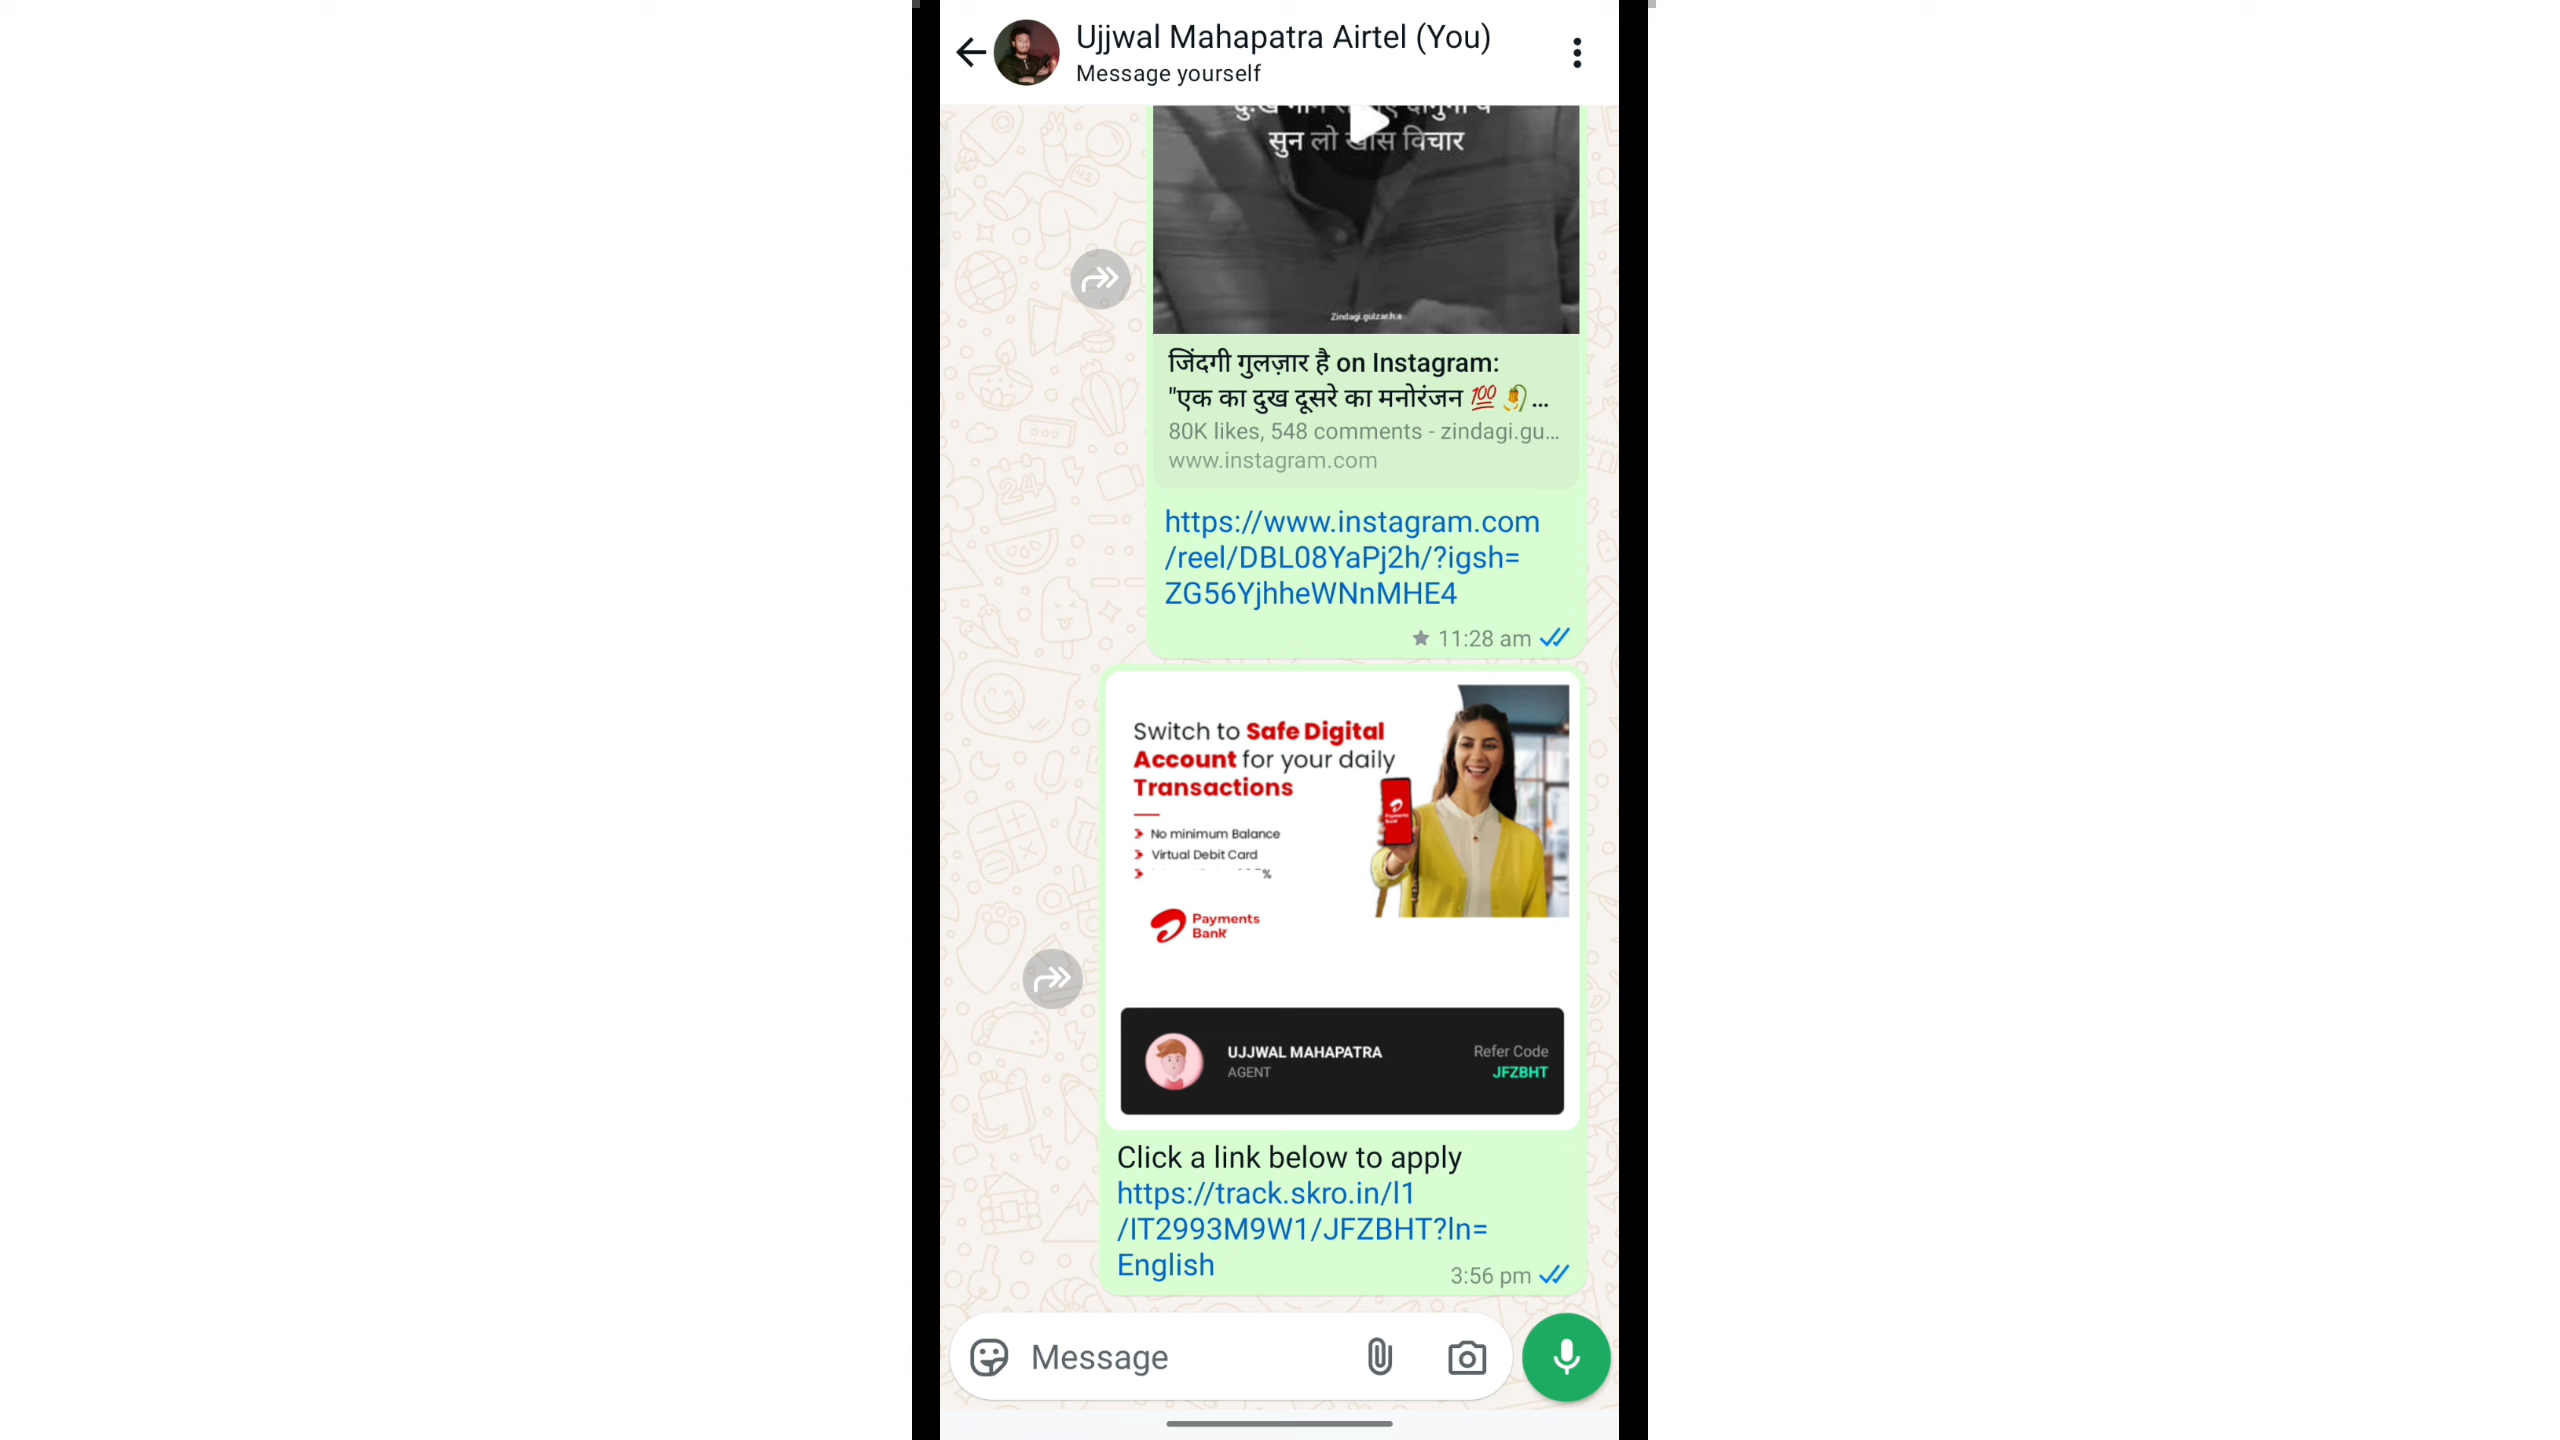 Ujjwal Mahapatra Airtel (You)
Message yourself
सुन लो खास विचार
Zindagi.gulzar.h.s
जिंदगी गुलज़ार है on Instagram:
"एक का दुख दूसरे का मनोरंजन 💯 🥀...
80K likes, 548 comments - zindagi.gu...
www.instagram.com
https://www.instagram.com
/reel/DBL08YaPj2h/?igsh=
ZG56YjhheWNnMHE4
11:28 am
Switch to Safe Digital
Account for your daily
Transactions
No minimum Balance
Virtual Debit Card
Payments
Bank
Payments
Bank
UJJWAL MAHAPATRA
AGENT
Refer Code
JFZBHT
Click a link below to apply
https://track.skro.in/l1
/IT2993M9W1/JFZBHT?ln=
English
3:56 pm
Message